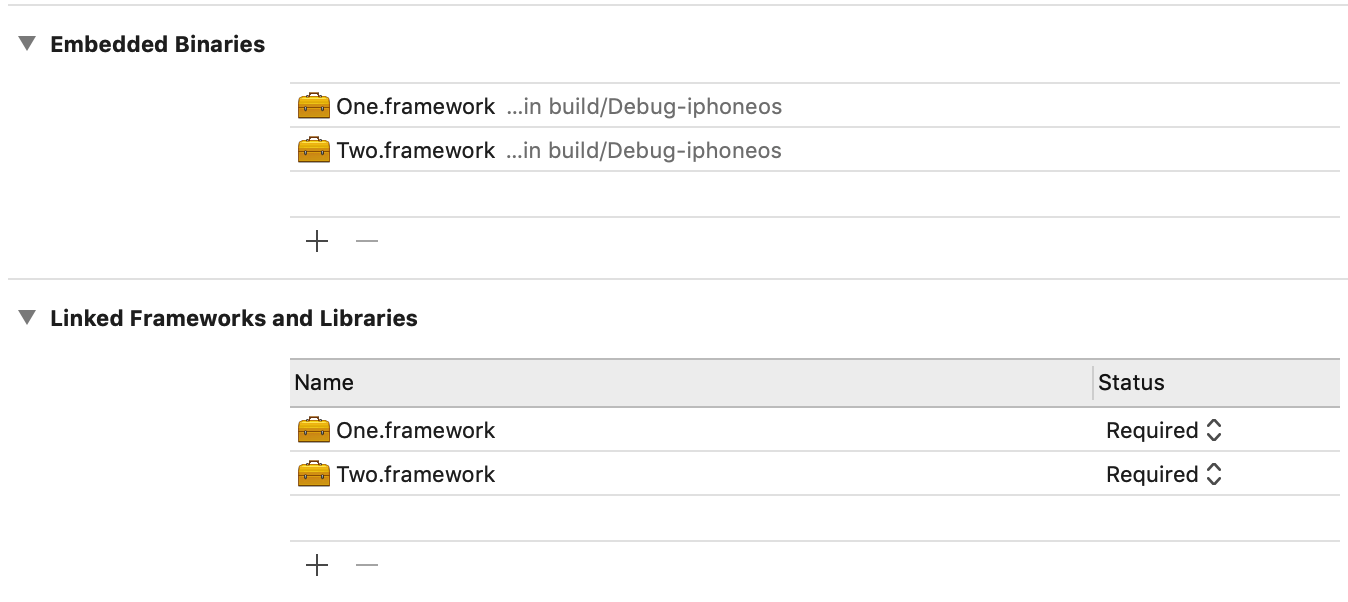 Embedded Binaries
One.framework ...in build/Debug-iphoneos
Two.framework ...in build/Debug-iphoneos
Linked Frameworks and Libraries
Name Status
One.framework Required
Two.framework Required